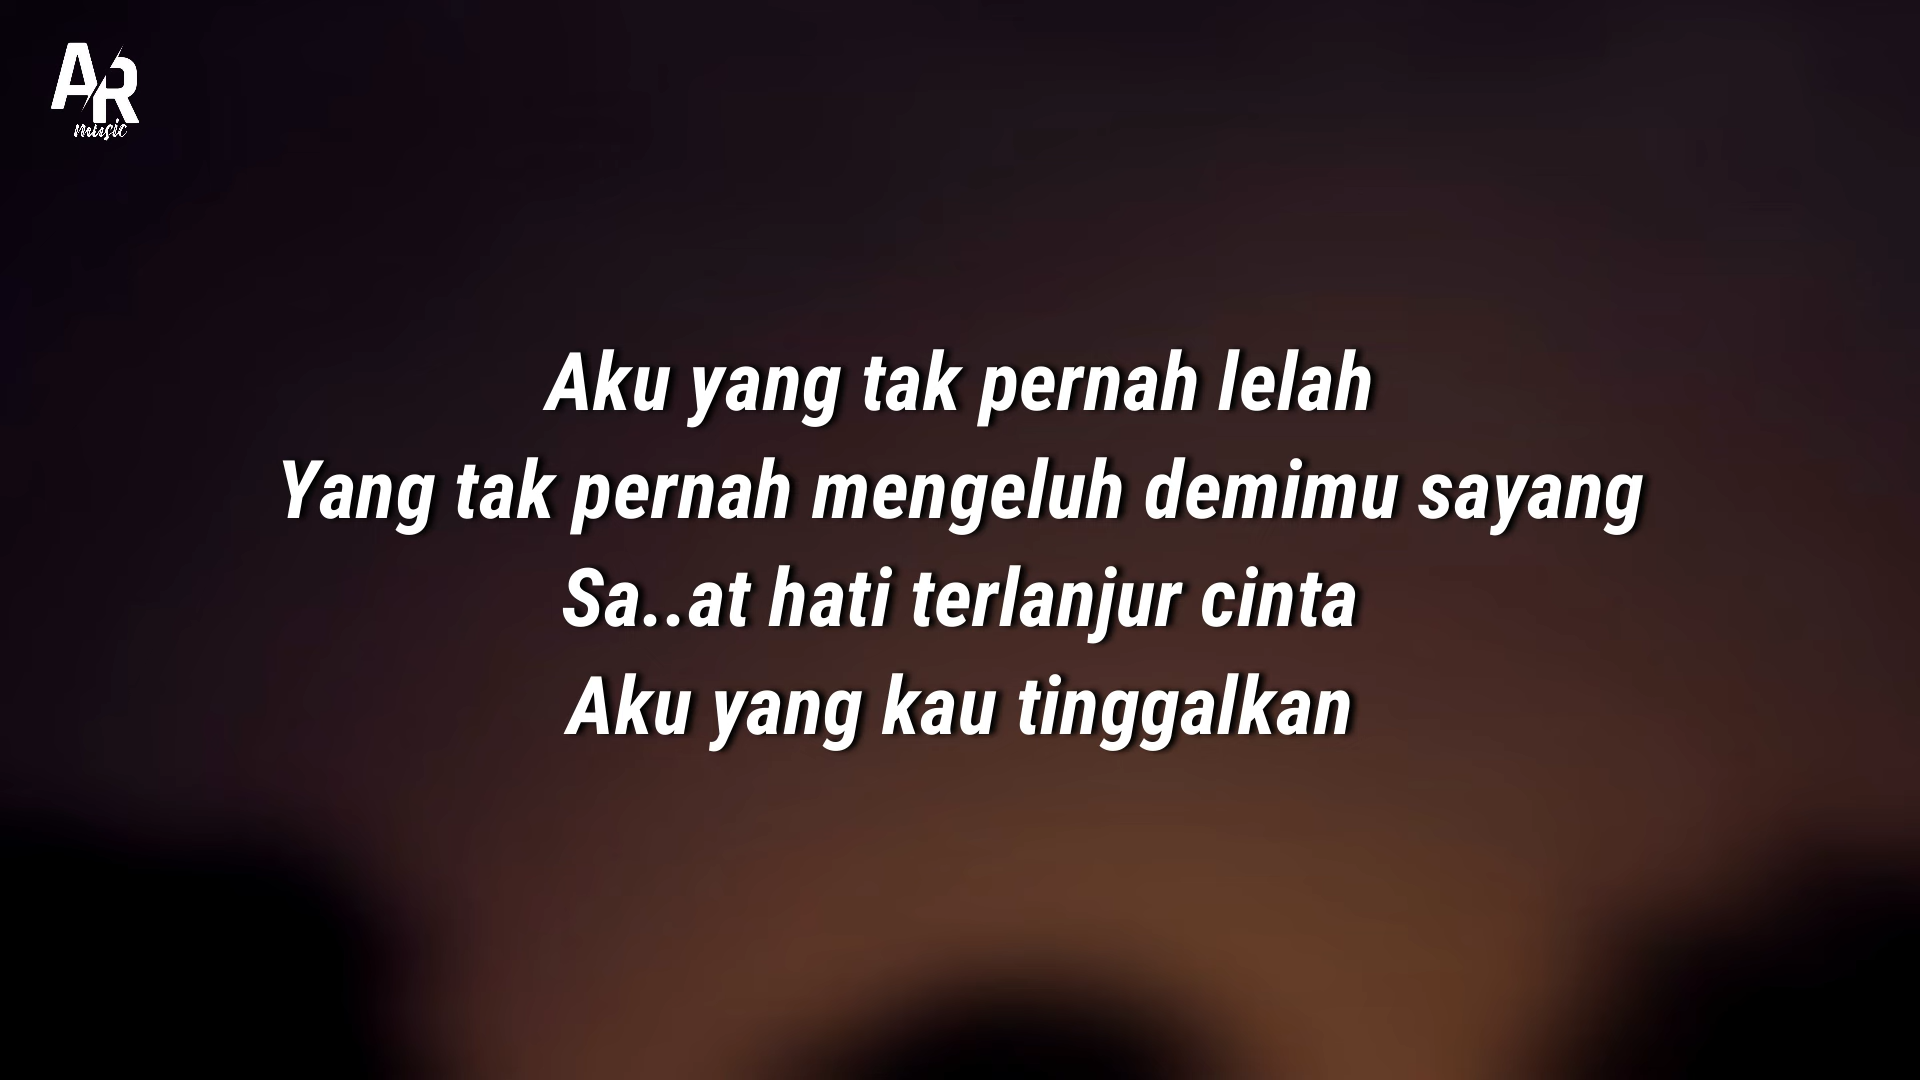 AR
music
Aku yang tak pernah lelah
Yang tak pernah mengeluh demimu sayang
Sa..at hati terlanjur cinta
Aku yang kau tinggalkan